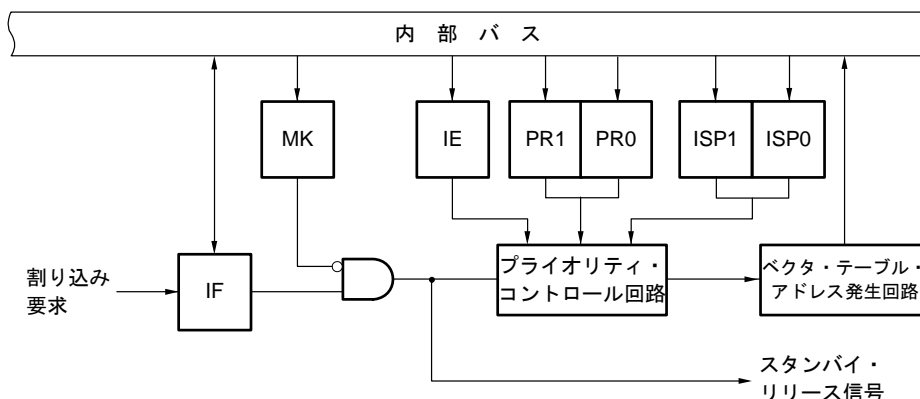 内部バス
MK
IE
PR1
PR0
ISP1
ISP0
割り込み
要求
IF
プライオリティ・
コントロール回路
ベクタ・テーブル・
アドレス発生回路
スタンバイ・
リリース信号